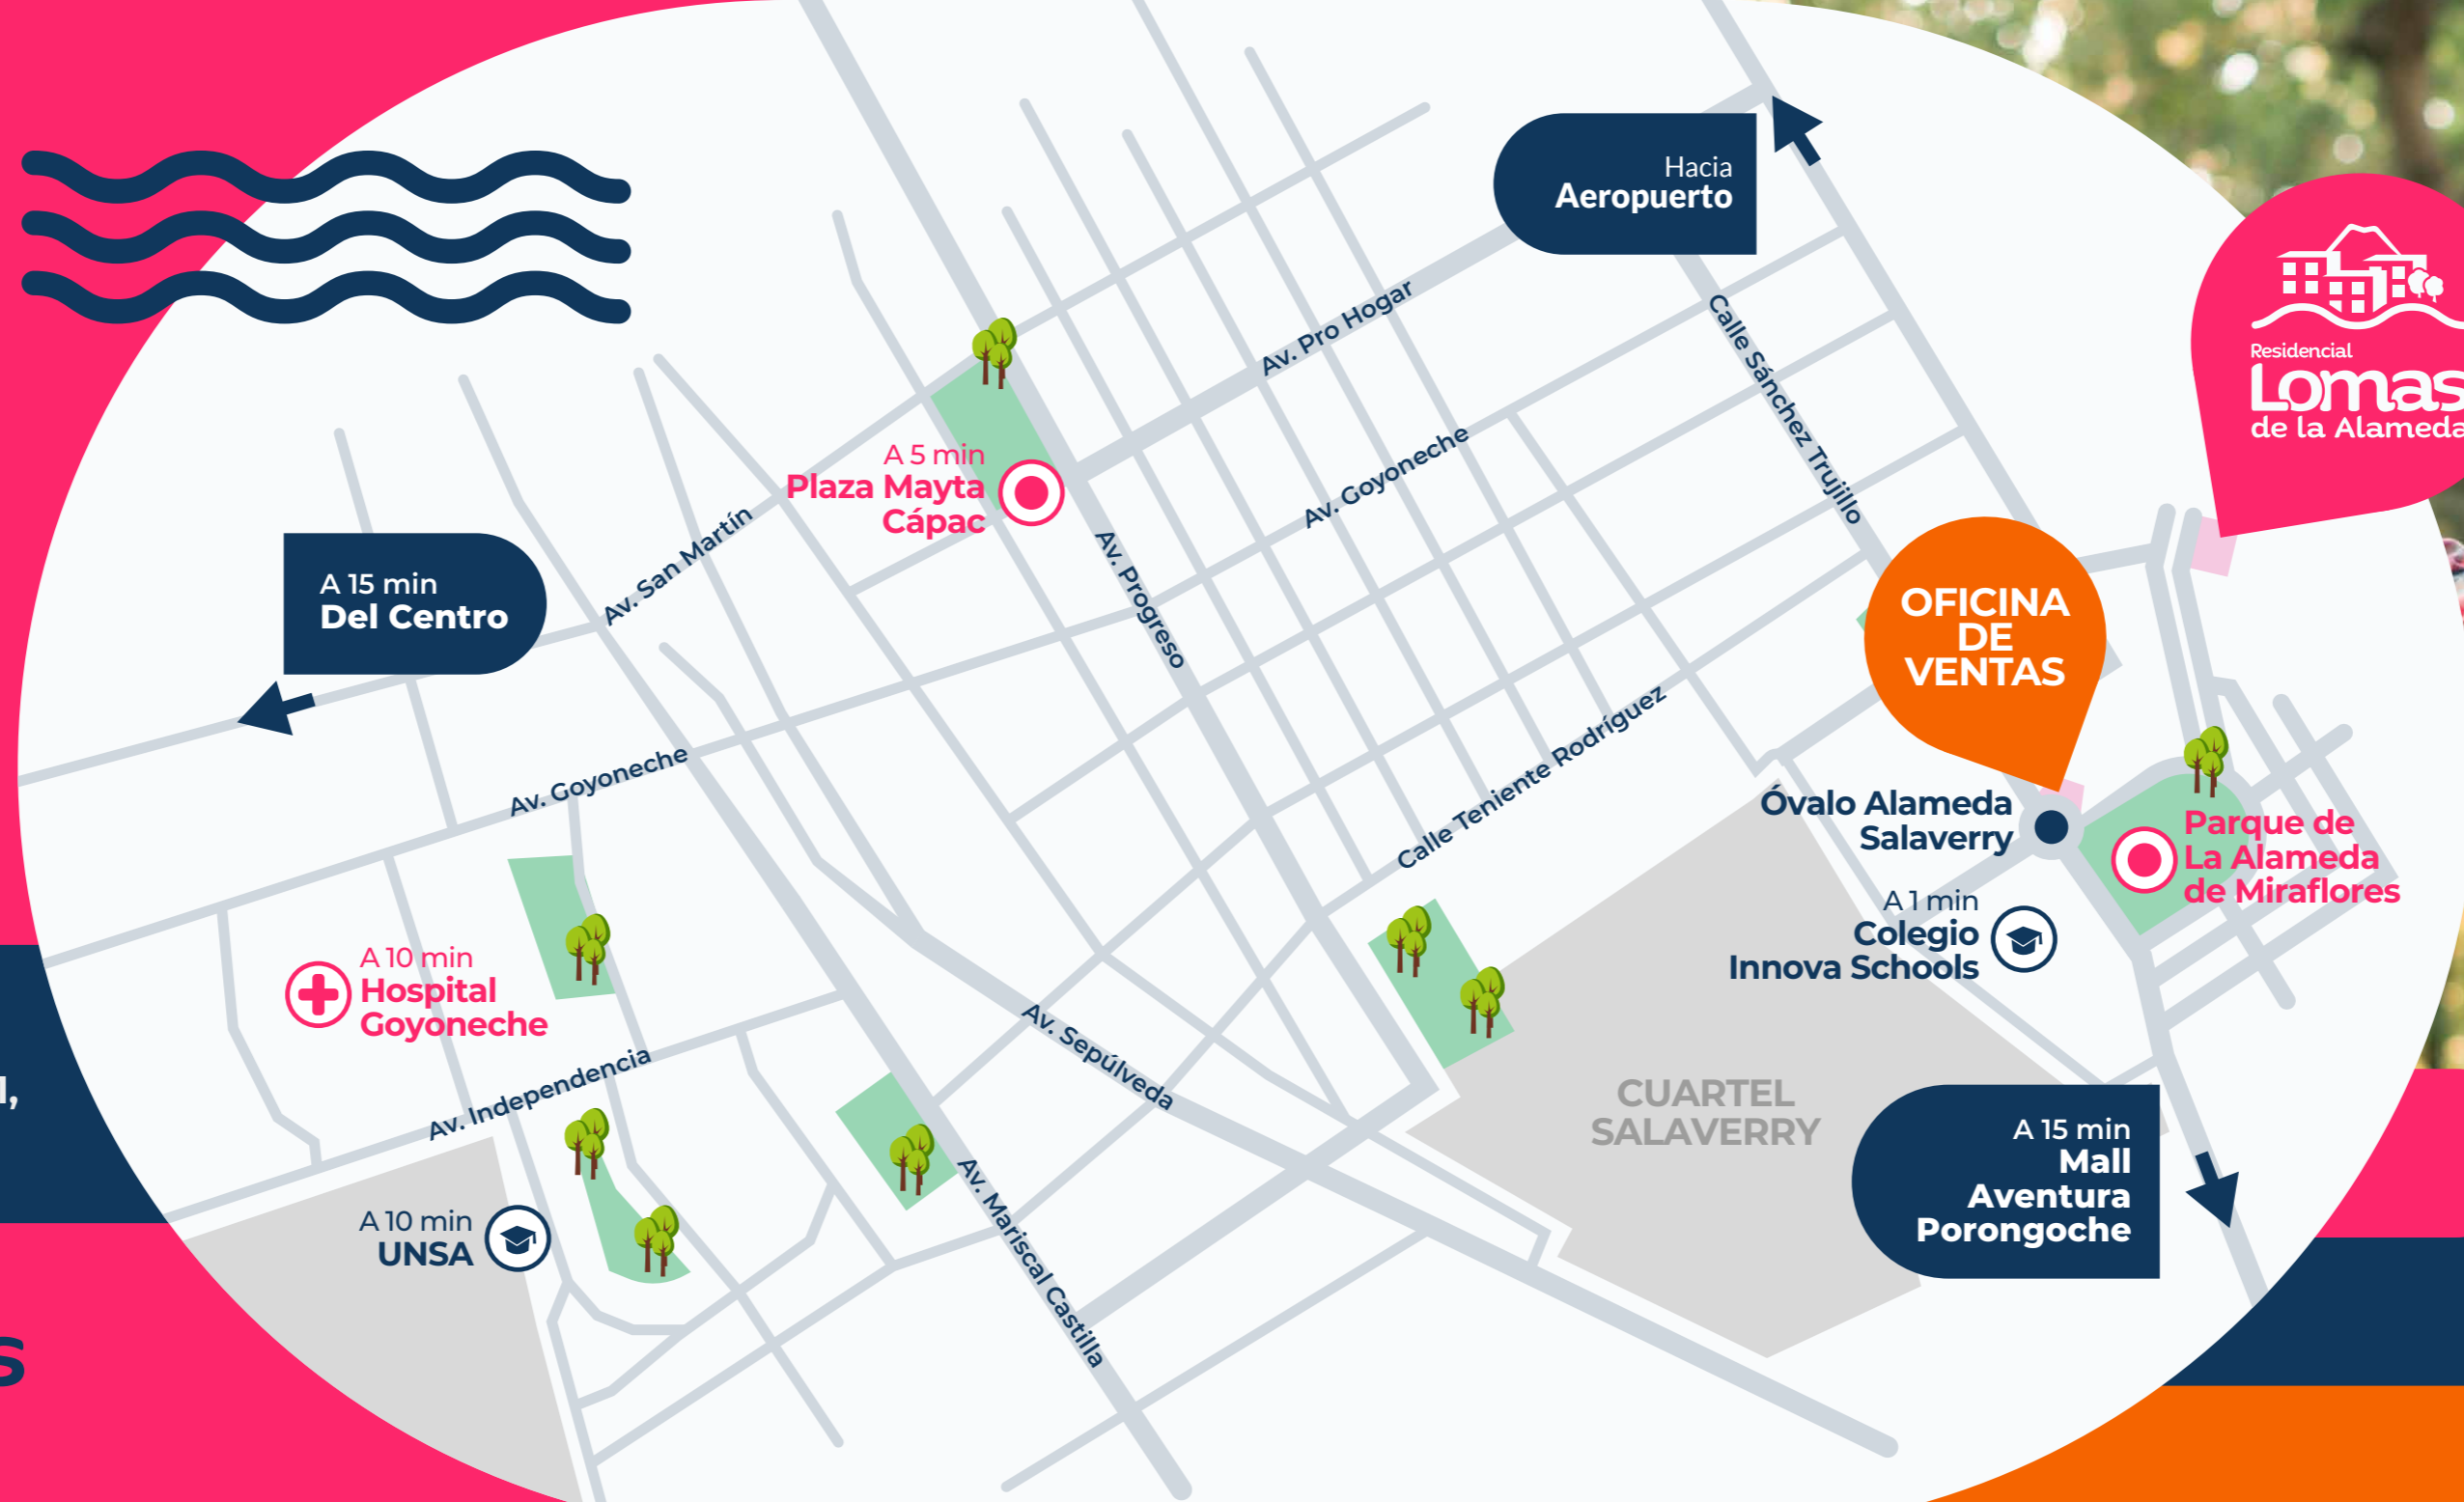 Hacia
Aeropuerto
Residencial
Lomas
de la Alameda
Av. Pro Hogar
Calle Sánchez Trujillo
A 5 min
Plaza Mayta
Cápac
Av. Goyoneche
Av. San Martín
Av. Progreso
A 15 min
Del Centro
OFICINA
DE
VENTAS
Av. Goyoneche
Calle Teniente Rodríguez
Óvalo Alameda
Salaverry
Parque de
La Alameda
de Miraflores
A 1 min
Colegio
Innova Schools
A 10 min
Hospital
Goyoneche
Av. Independencia
Av. Sepúlveda
CUARTEL
SALAVERRY
A 15 min
Mall
Aventura
Porongoche
A 10 min
UNSA
Av. Mariscal Castilla